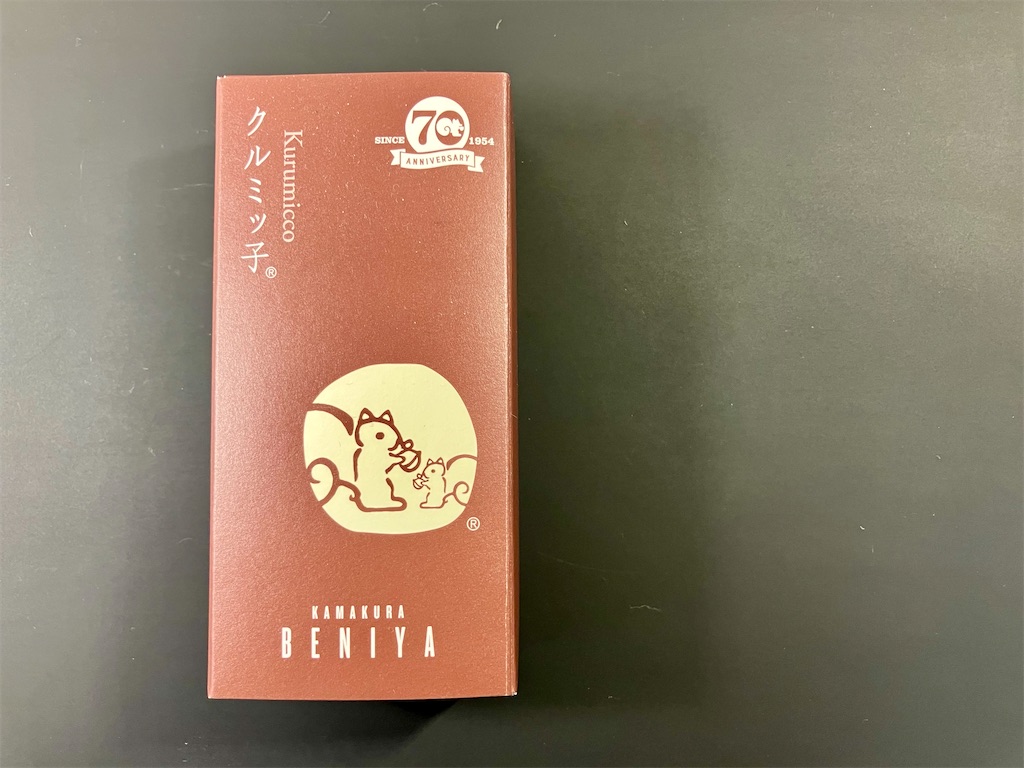 クルミッ子®
Kurumicco
SINCE 70 1954
ANNIVERSARY
®
KAMAKURA
BENIYA